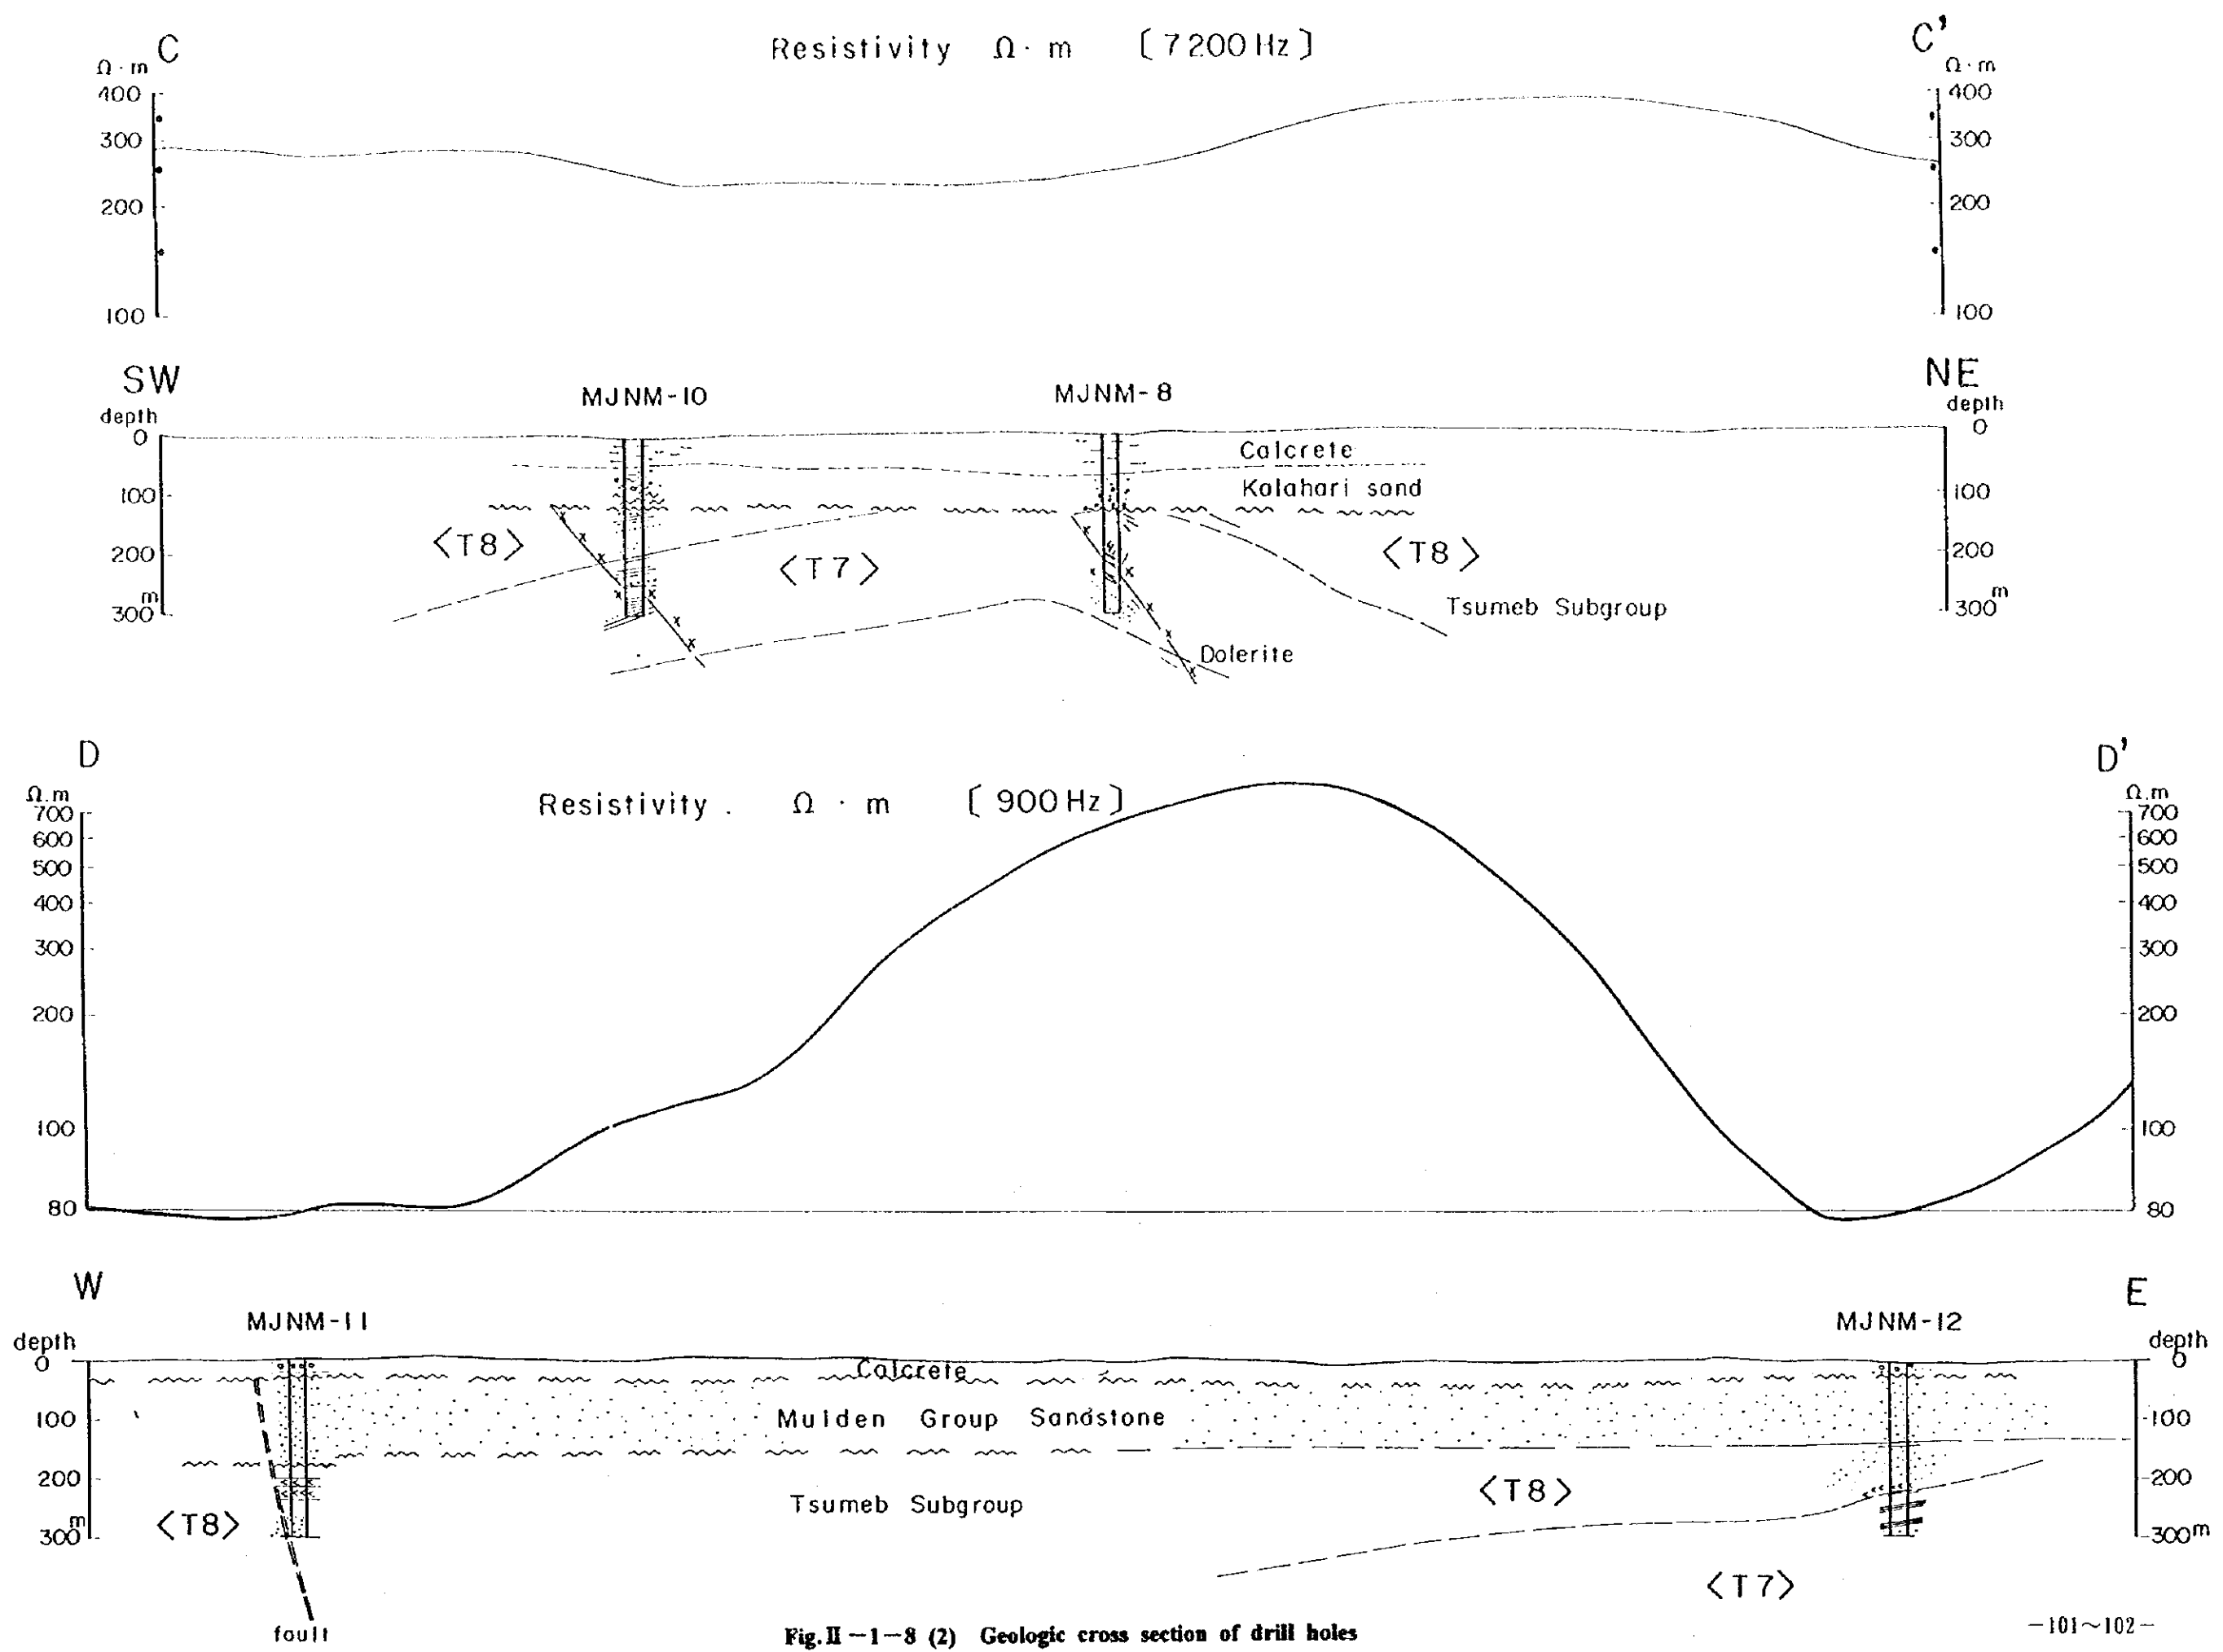 C Resistivity Ω·m [7200Hz] C'
Ω·m Ω·m
400 400
300 300
200 200
100 100
SW MJNM-10 MJNM-8 NE
depth depth
0 0
Calcrete
100 Kalahari sand 100
<T8> <T7> <T8>
200 200
m m
300 Tsumeb Subgroup 300
Dolerite
D D'
Ω.m Resistivity. Ω·m [900Hz] Ω.m
700 700
600 600
500 500
400 400
300 300
200 200
100 100
80 80
W E
MJNM-11 MJNM-12
depth depth
0 0
Calcrete
100 Mulden Group Sandstone 100
200 200
<T8> Tsumeb Subgroup <T8>
300m 300m
<T7>
fault
Fig.II-1-8 (2) Geologic cross section of drill holes
-101~102-